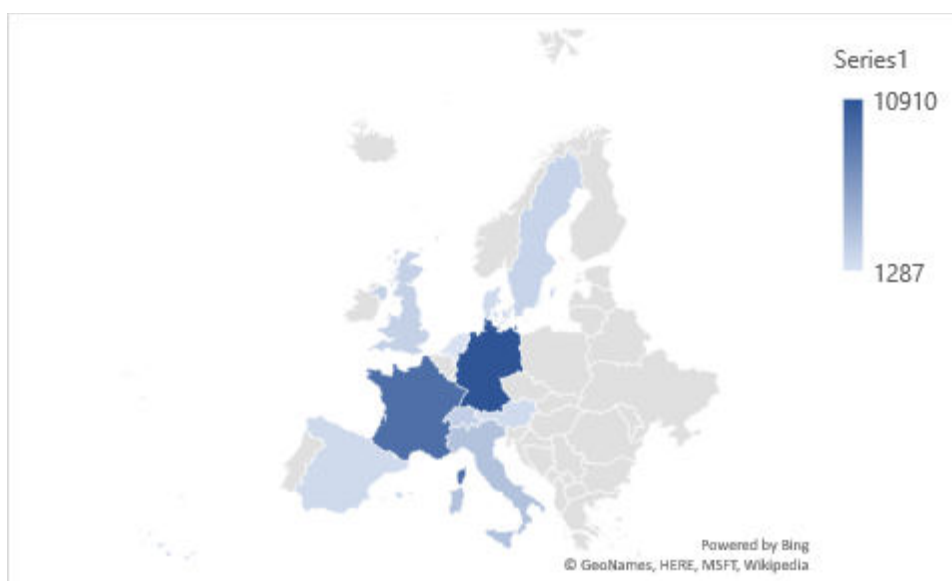 Series1
10910
1287
Powered by Bing
© GeoNames, HERE, MSFT, Wikipedia